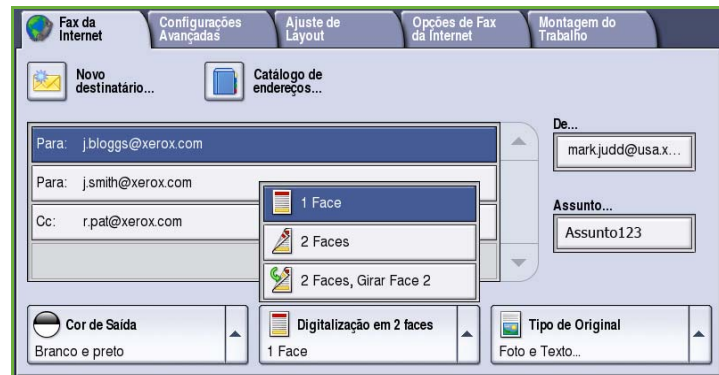 Fax da
Internet
Configurações
Avançadas
Ajuste de
Layout
Opções de Fax
da Internet
Montagem do
Trabalho
Novo
destinatário...
Catálogo de
endereços...
De...
mark.judd@usa.x...
Para: j.bloggs@xerox.com
Para: j.smith@xerox.com
Cc: r.pat@xerox.com
1 Face
2 Faces
2 Faces, Girar Face 2
Assunto...
Assunto123
Cor de Saída
Branco e preto
Digitalização em 2 faces
1 Face
Tipo de Original
Foto e Texto...